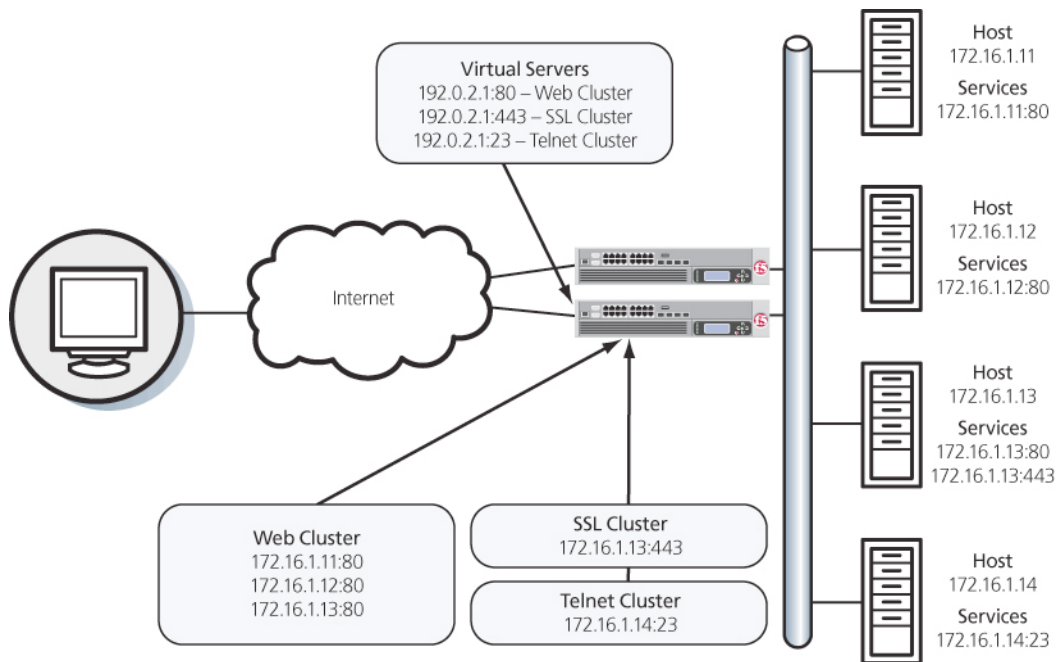 Virtual Servers
192.0.2.1:80 – Web Cluster
192.0.2.1:443 – SSL Cluster
192.0.2.1:23 – Telnet Cluster
Internet
Web Cluster
172.16.1.11:80
172.16.1.12:80
172.16.1.13:80
SSL Cluster
172.16.1.13:443
Telnet Cluster
172.16.1.14:23
Host
172.16.1.11
Services
172.16.1.11:80
Host
172.16.1.12
Services
172.16.1.12:80
Host
172.16.1.13
Services
172.16.1.13:80
172.16.1.13:443
Host
172.16.1.14
Services
172.16.1.14:23